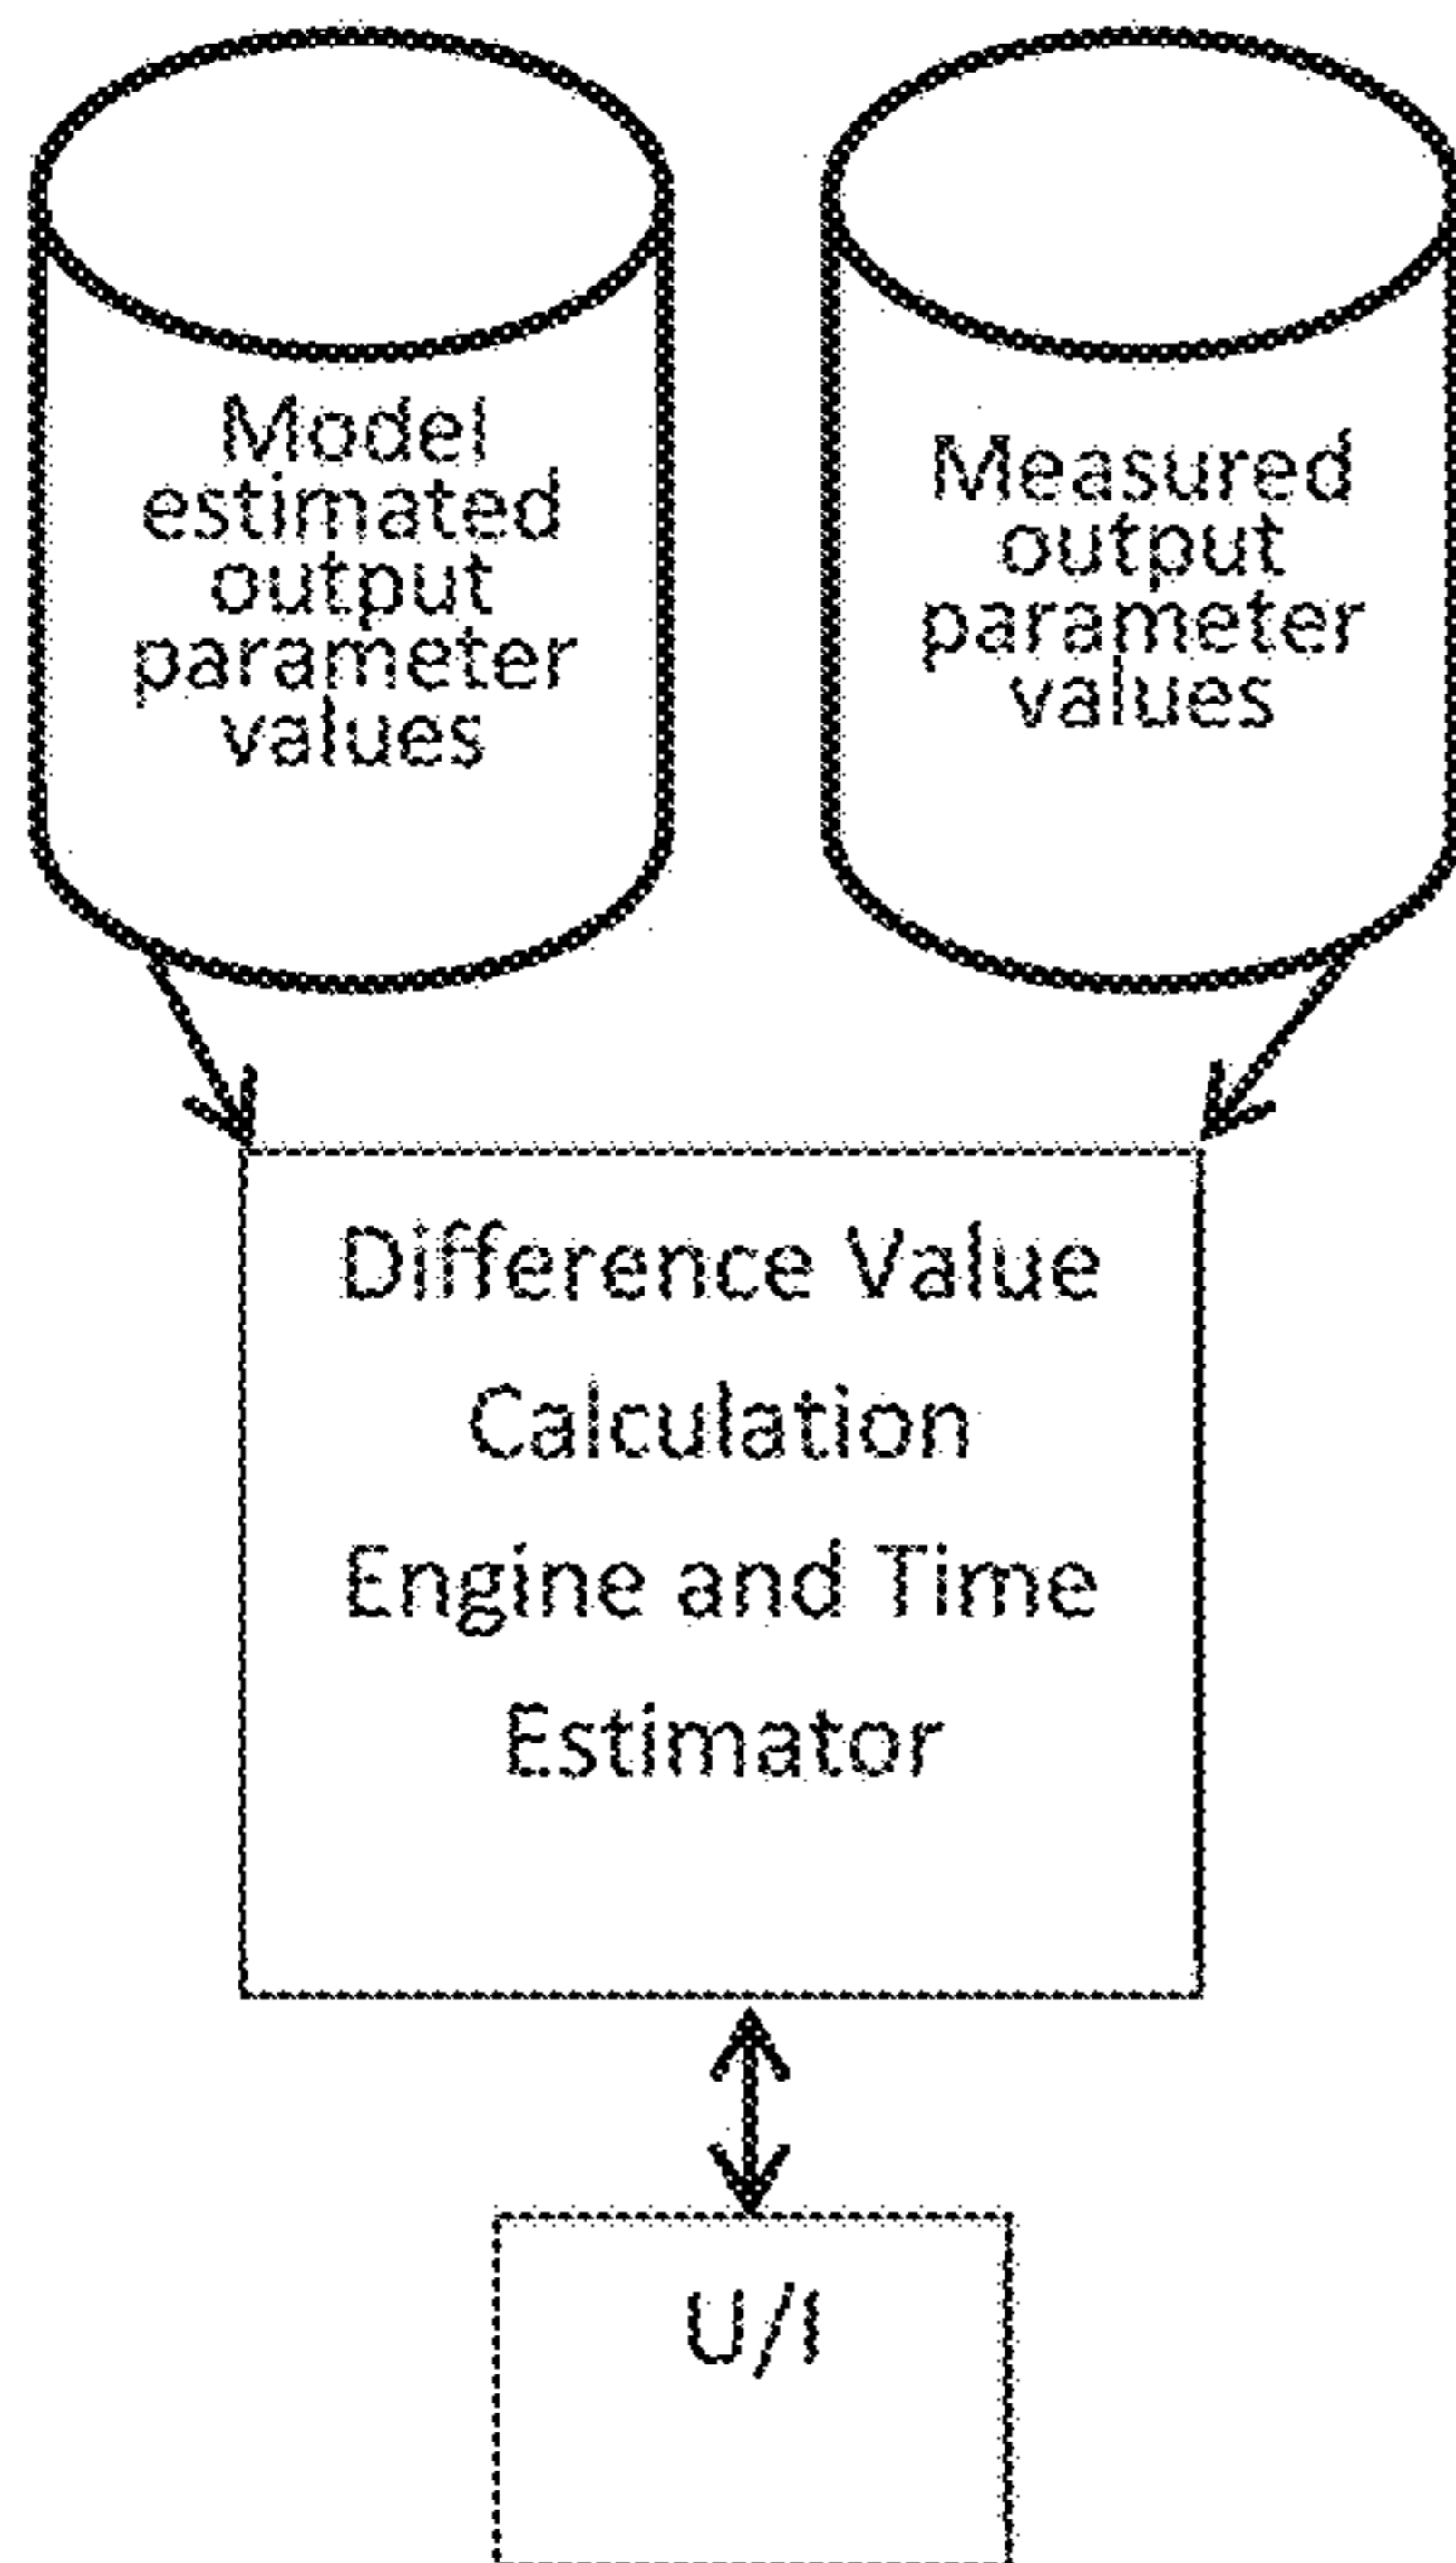 Model
estimated
output
parameter
values
Measured
output
parameter
values
Difference Value
Calculation
Engine and Time
Estimator
U/I